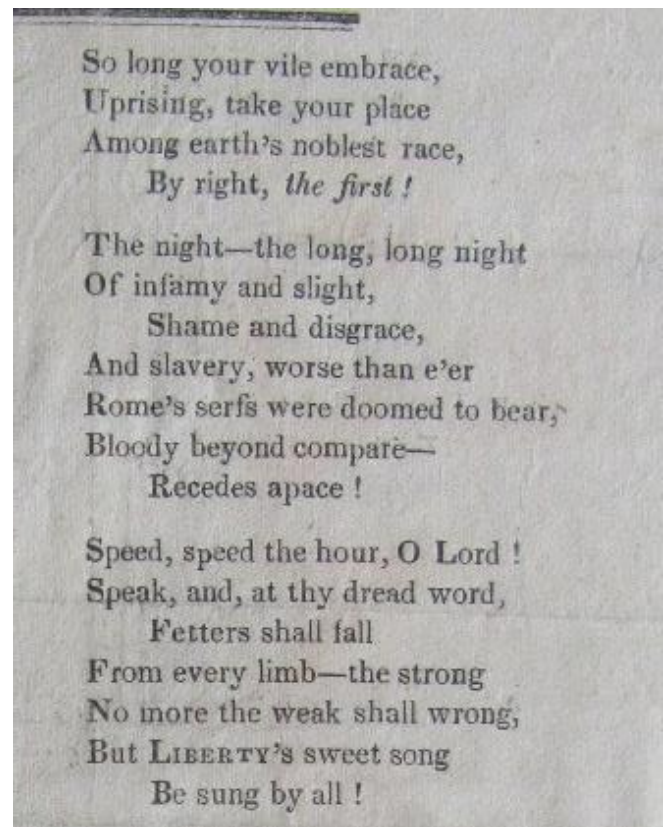 So long your vile embrace,
Uprising, take your place
Among earth's noblest race,
By right, the first !
The night—the long, long night
Of infamy and slight,
Shame and disgrace,
And slavery, worse than e'er
Rome's serfs were doomed to bear,
Bloody beyond compare—
Recedes apace !
Speed, speed the hour, O Lord !
Speak, and, at thy dread word,
Fetters shall fall
From every limb—the strong
No more the weak shall wrong,
But LIBERTY's sweet song
Be sung by all !